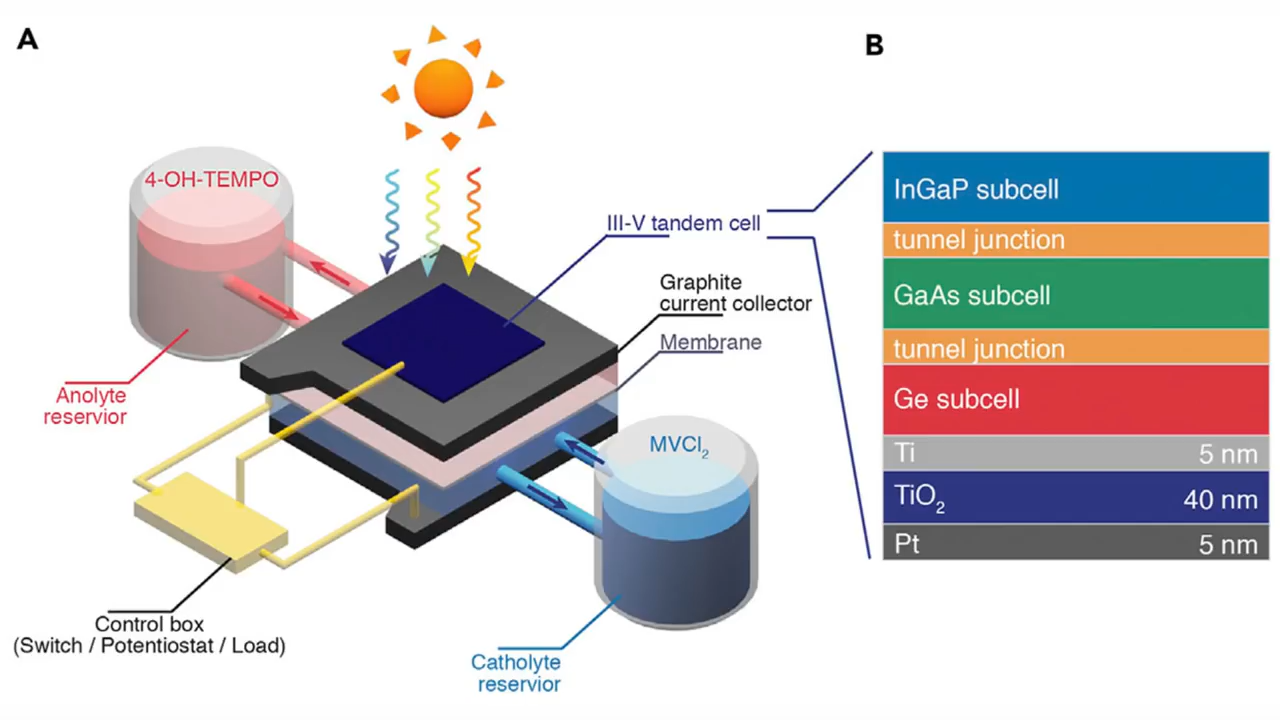 A
B
4-OH-TEMPO
III-V tandem cell
Graphite
current collector
Membrane
Anolyte
reservior
MVCl₂
Control box
(Switch / Potentiostat / Load)
Catholyte
reservior
InGaP subcell
tunnel junction
GaAs subcell
tunnel junction
Ge subcell
Ti 5 nm
TiO₂ 40 nm
Pt 5 nm